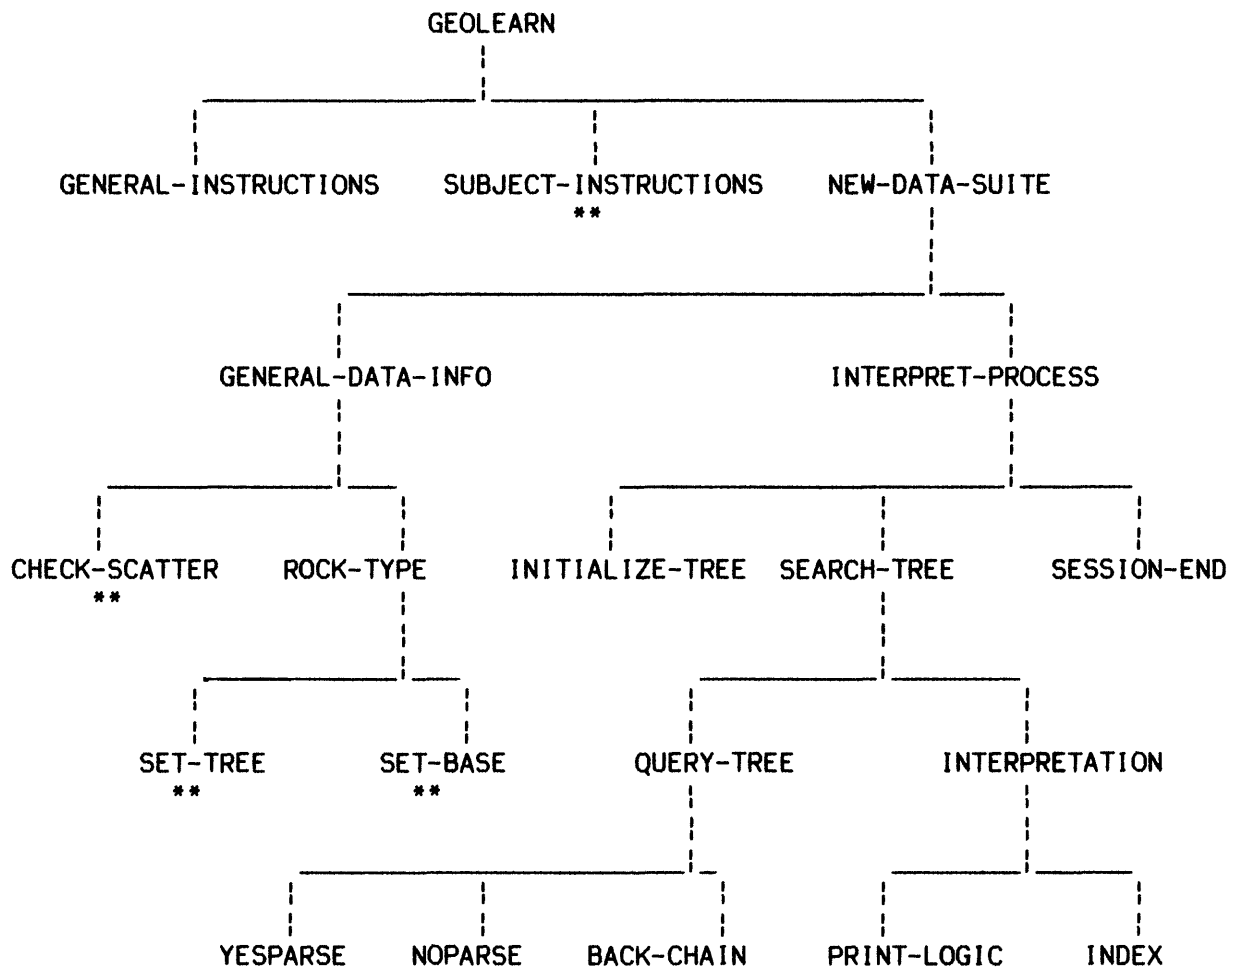 GEOLEARN
GENERAL-INSTRUCTIONS SUBJECT-INSTRUCTIONS NEW-DATA-SUITE
**
GENERAL-DATA-INFO INTERPRET-PROCESS
CHECK-SCATTER ROCK-TYPE INITIALIZE-TREE SEARCH-TREE SESSION-END
**
SET-TREE SET-BASE QUERY-TREE INTERPRETATION
** **
YESPARSE NOPARSE BACK-CHAIN PRINT-LOGIC INDEX